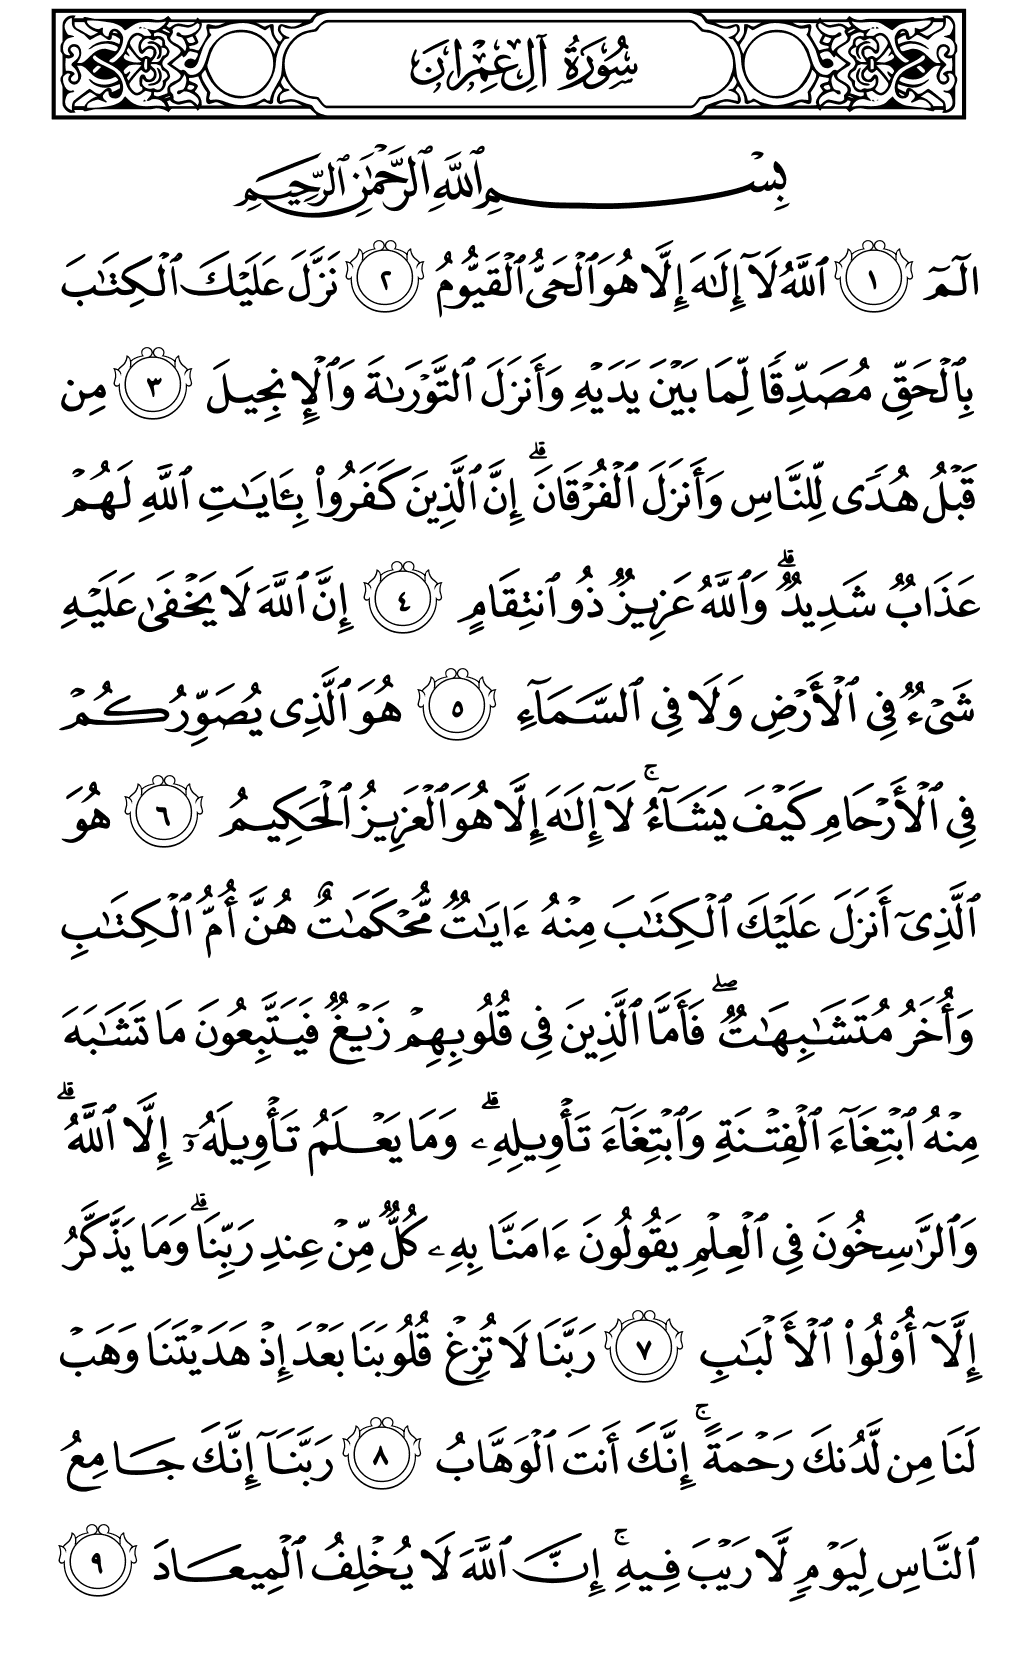 سُورَةُ آلِ عِمۡرَانَ
بِسۡمِ ٱللَّهِ ٱلرَّحۡمَٰنِ ٱلرَّحِيمِ
الٓمٓ ١ ٱللَّهُ لَآ إِلَٰهَ إِلَّا هُوَ ٱلۡحَيُّ ٱلۡقَيُّومُ ٢ نَزَّلَ عَلَيۡكَ ٱلۡكِتَٰبَ
بِٱلۡحَقِّ مُصَدِّقٗا لِّمَا بَيۡنَ يَدَيۡهِ وَأَنزَلَ ٱلتَّوۡرَىٰةَ وَٱلۡإِنجِيلَ ٣ مِن
قَبۡلُ هُدٗى لِّلنَّاسِ وَأَنزَلَ ٱلۡفُرۡقَانَۗ إِنَّ ٱلَّذِينَ كَفَرُواْ بِـَٔايَٰتِ ٱللَّهِ لَهُمۡ
عَذَابٞ شَدِيدٞۗ وَٱللَّهُ عَزِيزٞ ذُو ٱنتِقَامٍ ٤ إِنَّ ٱللَّهَ لَا يَخۡفَىٰ عَلَيۡهِ
شَيۡءٞ فِي ٱلۡأَرۡضِ وَلَا فِي ٱلسَّمَآءِ ٥ هُوَ ٱلَّذِي يُصَوِّرُكُمۡ
فِي ٱلۡأَرۡحَامِ كَيۡفَ يَشَآءُۚ لَآ إِلَٰهَ إِلَّا هُوَ ٱلۡعَزِيزُ ٱلۡحَكِيمُ ٦ هُوَ
ٱلَّذِيٓ أَنزَلَ عَلَيۡكَ ٱلۡكِتَٰبَ مِنۡهُ ءَايَٰتٞ مُّحۡكَمَٰتٌ هُنَّ أُمُّ ٱلۡكِتَٰبِ
وَأُخَرُ مُتَشَٰبِهَٰتٞۖ فَأَمَّا ٱلَّذِينَ فِي قُلُوبِهِمۡ زَيۡغٞ فَيَتَّبِعُونَ مَا تَشَٰبَهَ
مِنۡهُ ٱبۡتِغَآءَ ٱلۡفِتۡنَةِ وَٱبۡتِغَآءَ تَأۡوِيلِهِۦۗ وَمَا يَعۡلَمُ تَأۡوِيلَهُۥٓ إِلَّا ٱللَّهُۗ
وَٱلرَّٰسِخُونَ فِي ٱلۡعِلۡمِ يَقُولُونَ ءَامَنَّا بِهِۦ كُلّٞ مِّنۡ عِندِ رَبِّنَاۗ وَمَا يَذَّكَّرُ
إِلَّآ أُوْلُواْ ٱلۡأَلۡبَٰبِ ٧ رَبَّنَا لَا تُزِغۡ قُلُوبَنَا بَعۡدَ إِذۡ هَدَيۡتَنَا وَهَبۡ
لَنَا مِن لَّدُنكَ رَحۡمَةًۚ إِنَّكَ أَنتَ ٱلۡوَهَّابُ ٨ رَبَّنَآ إِنَّكَ جَامِعُ
ٱلنَّاسِ لِيَوۡمٖ لَّا رَيۡبَ فِيهِۚ إِنَّ ٱللَّهَ لَا يُخۡلِفُ ٱلۡمِيعَادَ ٩